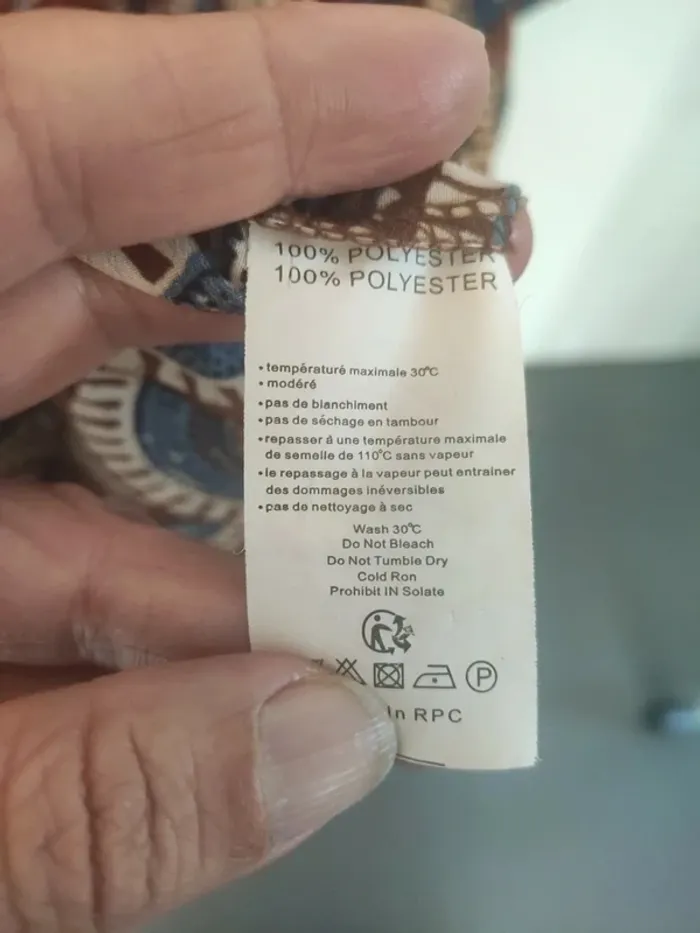 100% POLYESTER
100% POLYESTER
• températuré maximale 30℃
• modéré
• pas de blanchiment
• pas de séchage en tambour
• repasser á une température maximale
de semelle de 110℃ sans vapeur
• le repassage à la vapeur peut entrainer
des dommages inéversibles
• pas de nettoyage à sec
Wash 30℃
Do Not Bleach
Do Not Tumble Dry
Cold Ron
Prohibit IN Solate
P
In RPC